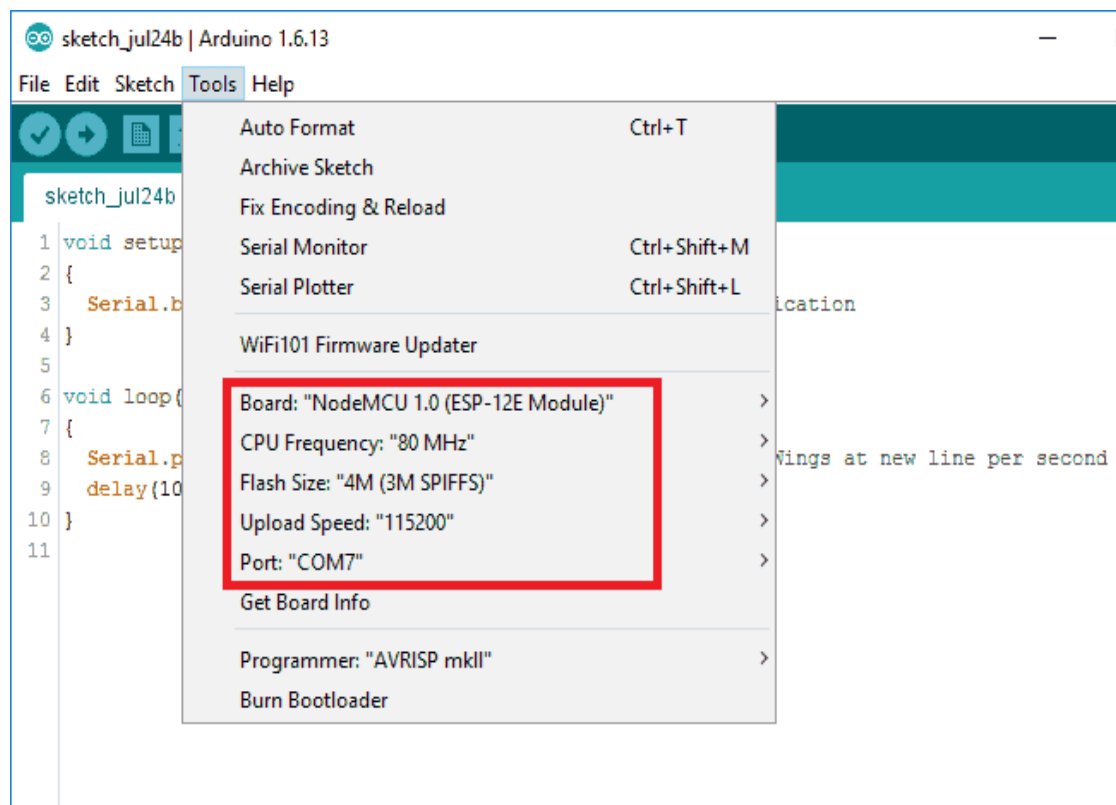 sketch_jul24b | Arduino 1.6.13
File Edit Sketch Tools Help
sketch_jul24b
Auto Format Ctrl+T
Archive Sketch
Fix Encoding & Reload
Serial Monitor Ctrl+Shift+M
Serial Plotter Ctrl+Shift+L
WiFi101 Firmware Updater
Board: "NodeMCU 1.0 (ESP-12E Module)"
CPU Frequency: "80 MHz"
Flash Size: "4M (3M SPIFFS)"
Upload Speed: "115200"
Port: "COM7"
Get Board Info
Programmer: "AVRISP mkII"
Burn Bootloader
1 void setup
2 {
3 Serial.b ication
4 }
5
6 void loop(
7 {
8 Serial.p Wings at new line per second
9 delay(10
10 }
11